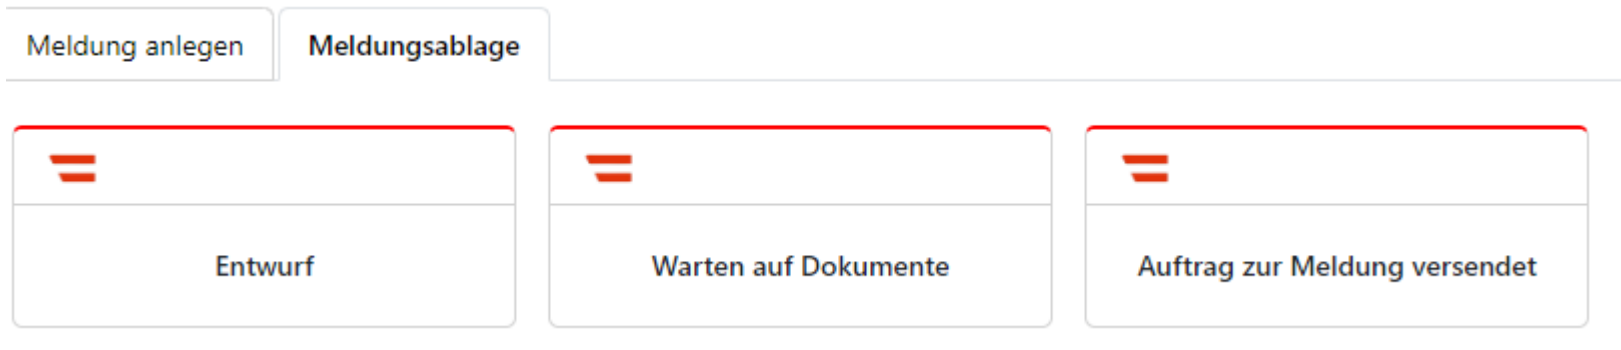 Meldung anlegen
Meldungsablage
Entwurf
Warten auf Dokumente
Auftrag zur Meldung versendet